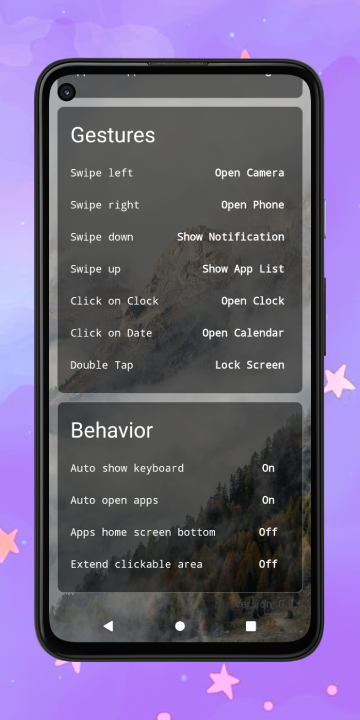 Gestures
Swipe left Open Camera
Swipe right Open Phone
Swipe down Show Notification
Swipe up Show App List
Click on Clock Open Clock
Click on Date Open Calendar
Double Tap Lock Screen
Behavior
Auto show keyboard On
Auto open apps On
Apps home screen bottom Off
Extend clickable area Off